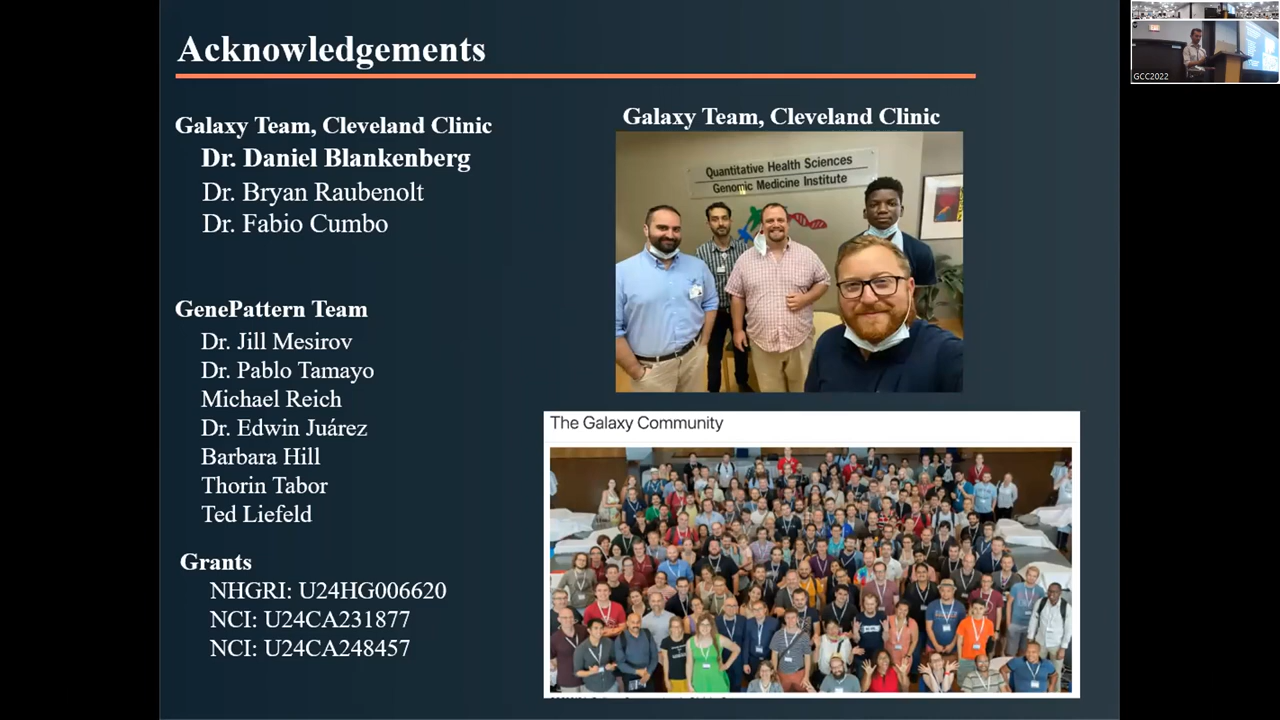 Acknowledgements
Galaxy Team, Cleveland Clinic
Dr. Daniel Blankenberg
Dr. Bryan Raubenolt
Dr. Fabio Cumbo
GenePattern Team
Dr. Jill Mesirov
Dr. Pablo Tamayo
Michael Reich
Dr. Edwin Juárez
Barbara Hill
Thorin Tabor
Ted Liefeld
Grants
NHGRI: U24HG006620
NCI: U24CA231877
NCI: U24CA248457
Galaxy Team, Cleveland Clinic
Quantitative Health Sciences
Genomic Medicine Institute
The Galaxy Community
GCC2022